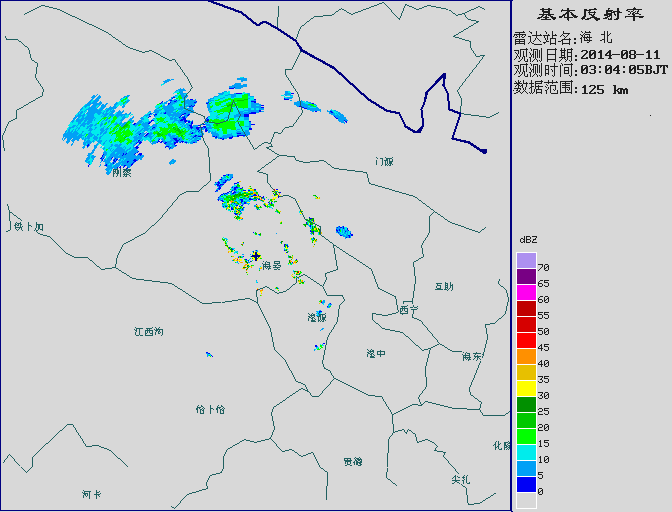 基本反射率
雷达站名:海 北
观测日期:2014-08-11
观测时间:03:04:05BJT
数据范围:125 km
门源
阴寮
铁卜加
海晏
互助
西宁
湟源
江西沟
湟中
海东
恰卜恰
化隆
贵德
尖扎
河卡
dBZ
70
65
60
55
50
45
40
35
30
25
20
15
10
5
0